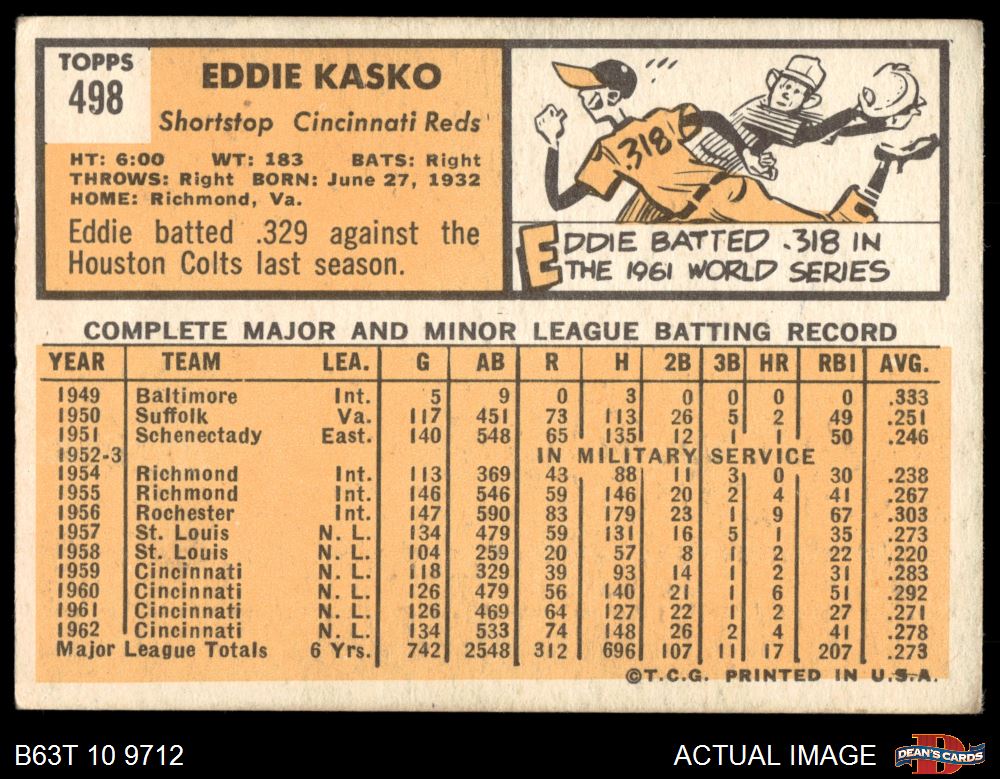 TOPPS
498
EDDIE KASKO
Shortstop Cincinnati Reds
HT: 6:00 WT: 183 BATS: Right
THROWS: Right BORN: June 27, 1932
HOME: Richmond, Va.
Eddie batted .329 against the
Houston Colts last season.
318
EDDIE BATTED .318 IN
THE 1961 WORLD SERIES
COMPLETE MAJOR AND MINOR LEAGUE BATTING RECORD
YEAR TEAM LEA. G AB R H 2B 3B HR RBI AVG.
1949 Baltimore Int. 5 9 0 3 0 0 0 0 .333
1950 Suffolk Va. 117 451 73 113 26 5 2 49 .251
1951 Schenectady East. 140 548 65 135 12 1 1 50 .246
1952-3 IN MILITARY SERVICE
1954 Richmond Int. 113 369 43 88 11 3 0 30 .238
1955 Richmond Int. 146 546 59 146 20 2 4 41 .267
1956 Rochester Int. 147 590 83 179 23 1 9 67 .303
1957 St. Louis N. L. 134 479 59 131 16 5 1 35 .273
1958 St. Louis N. L. 104 259 20 57 8 1 2 22 .220
1959 Cincinnati N. L. 118 329 39 93 14 1 2 31 .283
1960 Cincinnati N. L. 126 479 56 140 21 1 6 51 .292
1961 Cincinnati N. L. 126 469 64 127 22 1 2 27 .271
1962 Cincinnati N. L. 134 533 74 148 26 2 4 41 .278
Major League Totals 6 Yrs. 742 2548 312 696 107 11 17 207 .273
©T.C.G. PRINTED IN U.S.A.
B63T 10 9712
ACTUAL IMAGE
D
DEAN'S CARDS